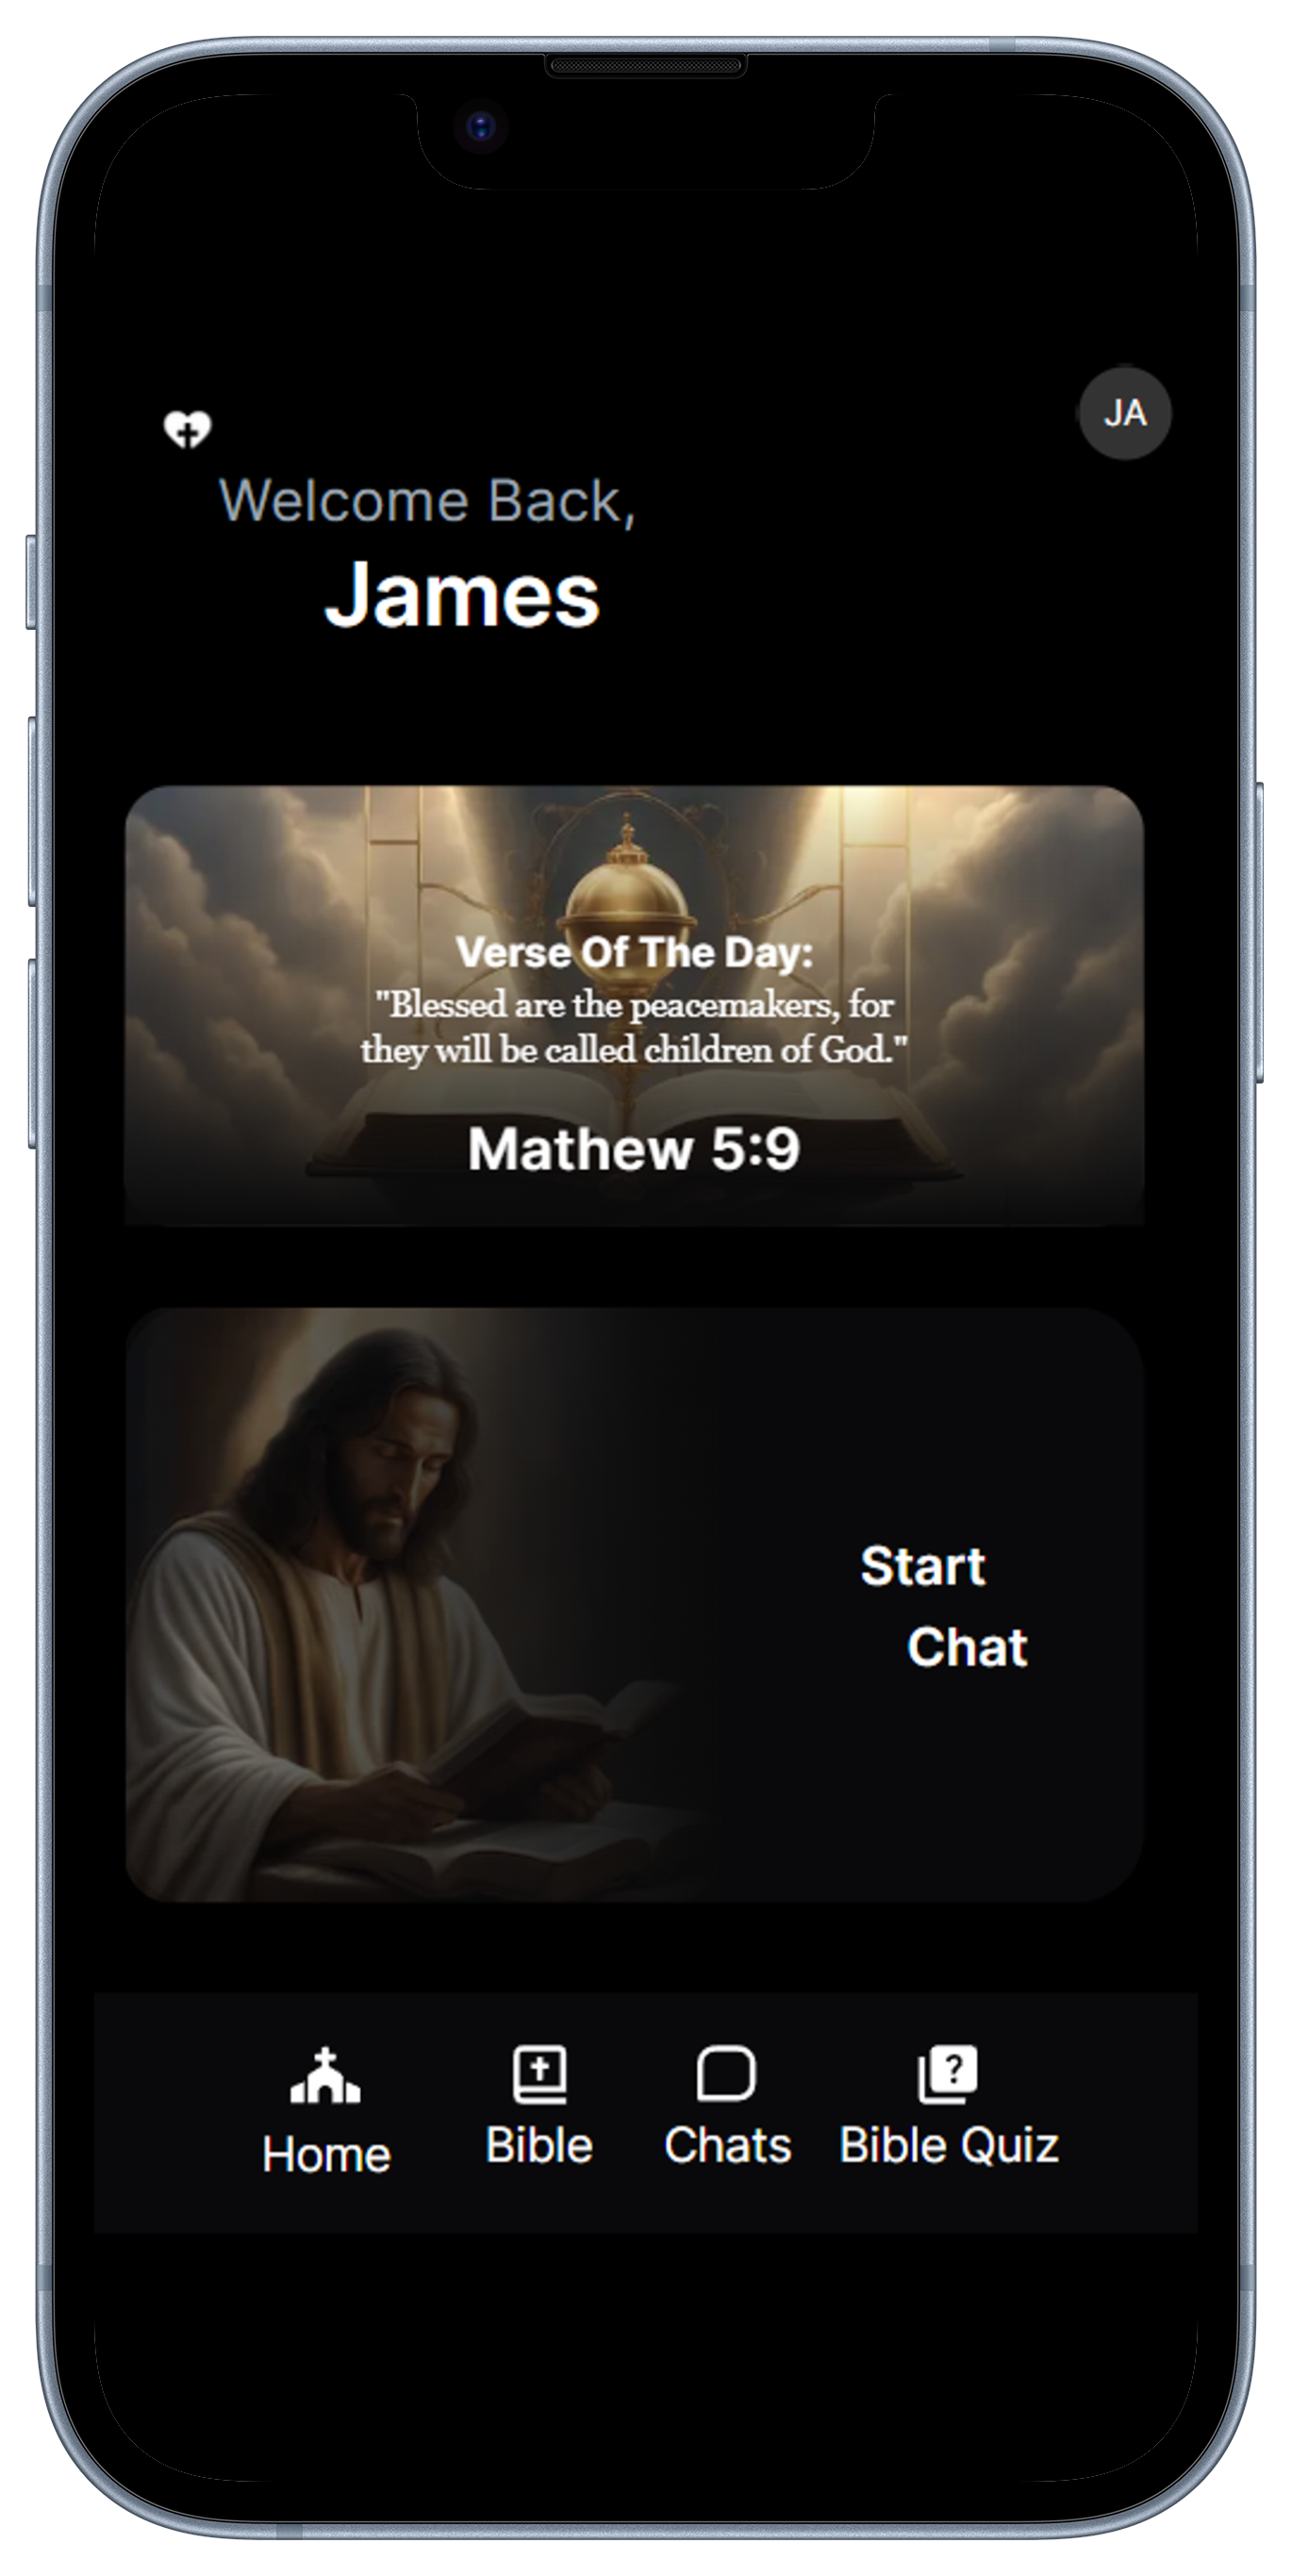 JA
Welcome Back,
James
Verse Of The Day:
"Blessed are the peacemakers, for
they will be called children of God."
Mathew 5:9
Start
Chat
Home
Bible
Chats
Bible Quiz